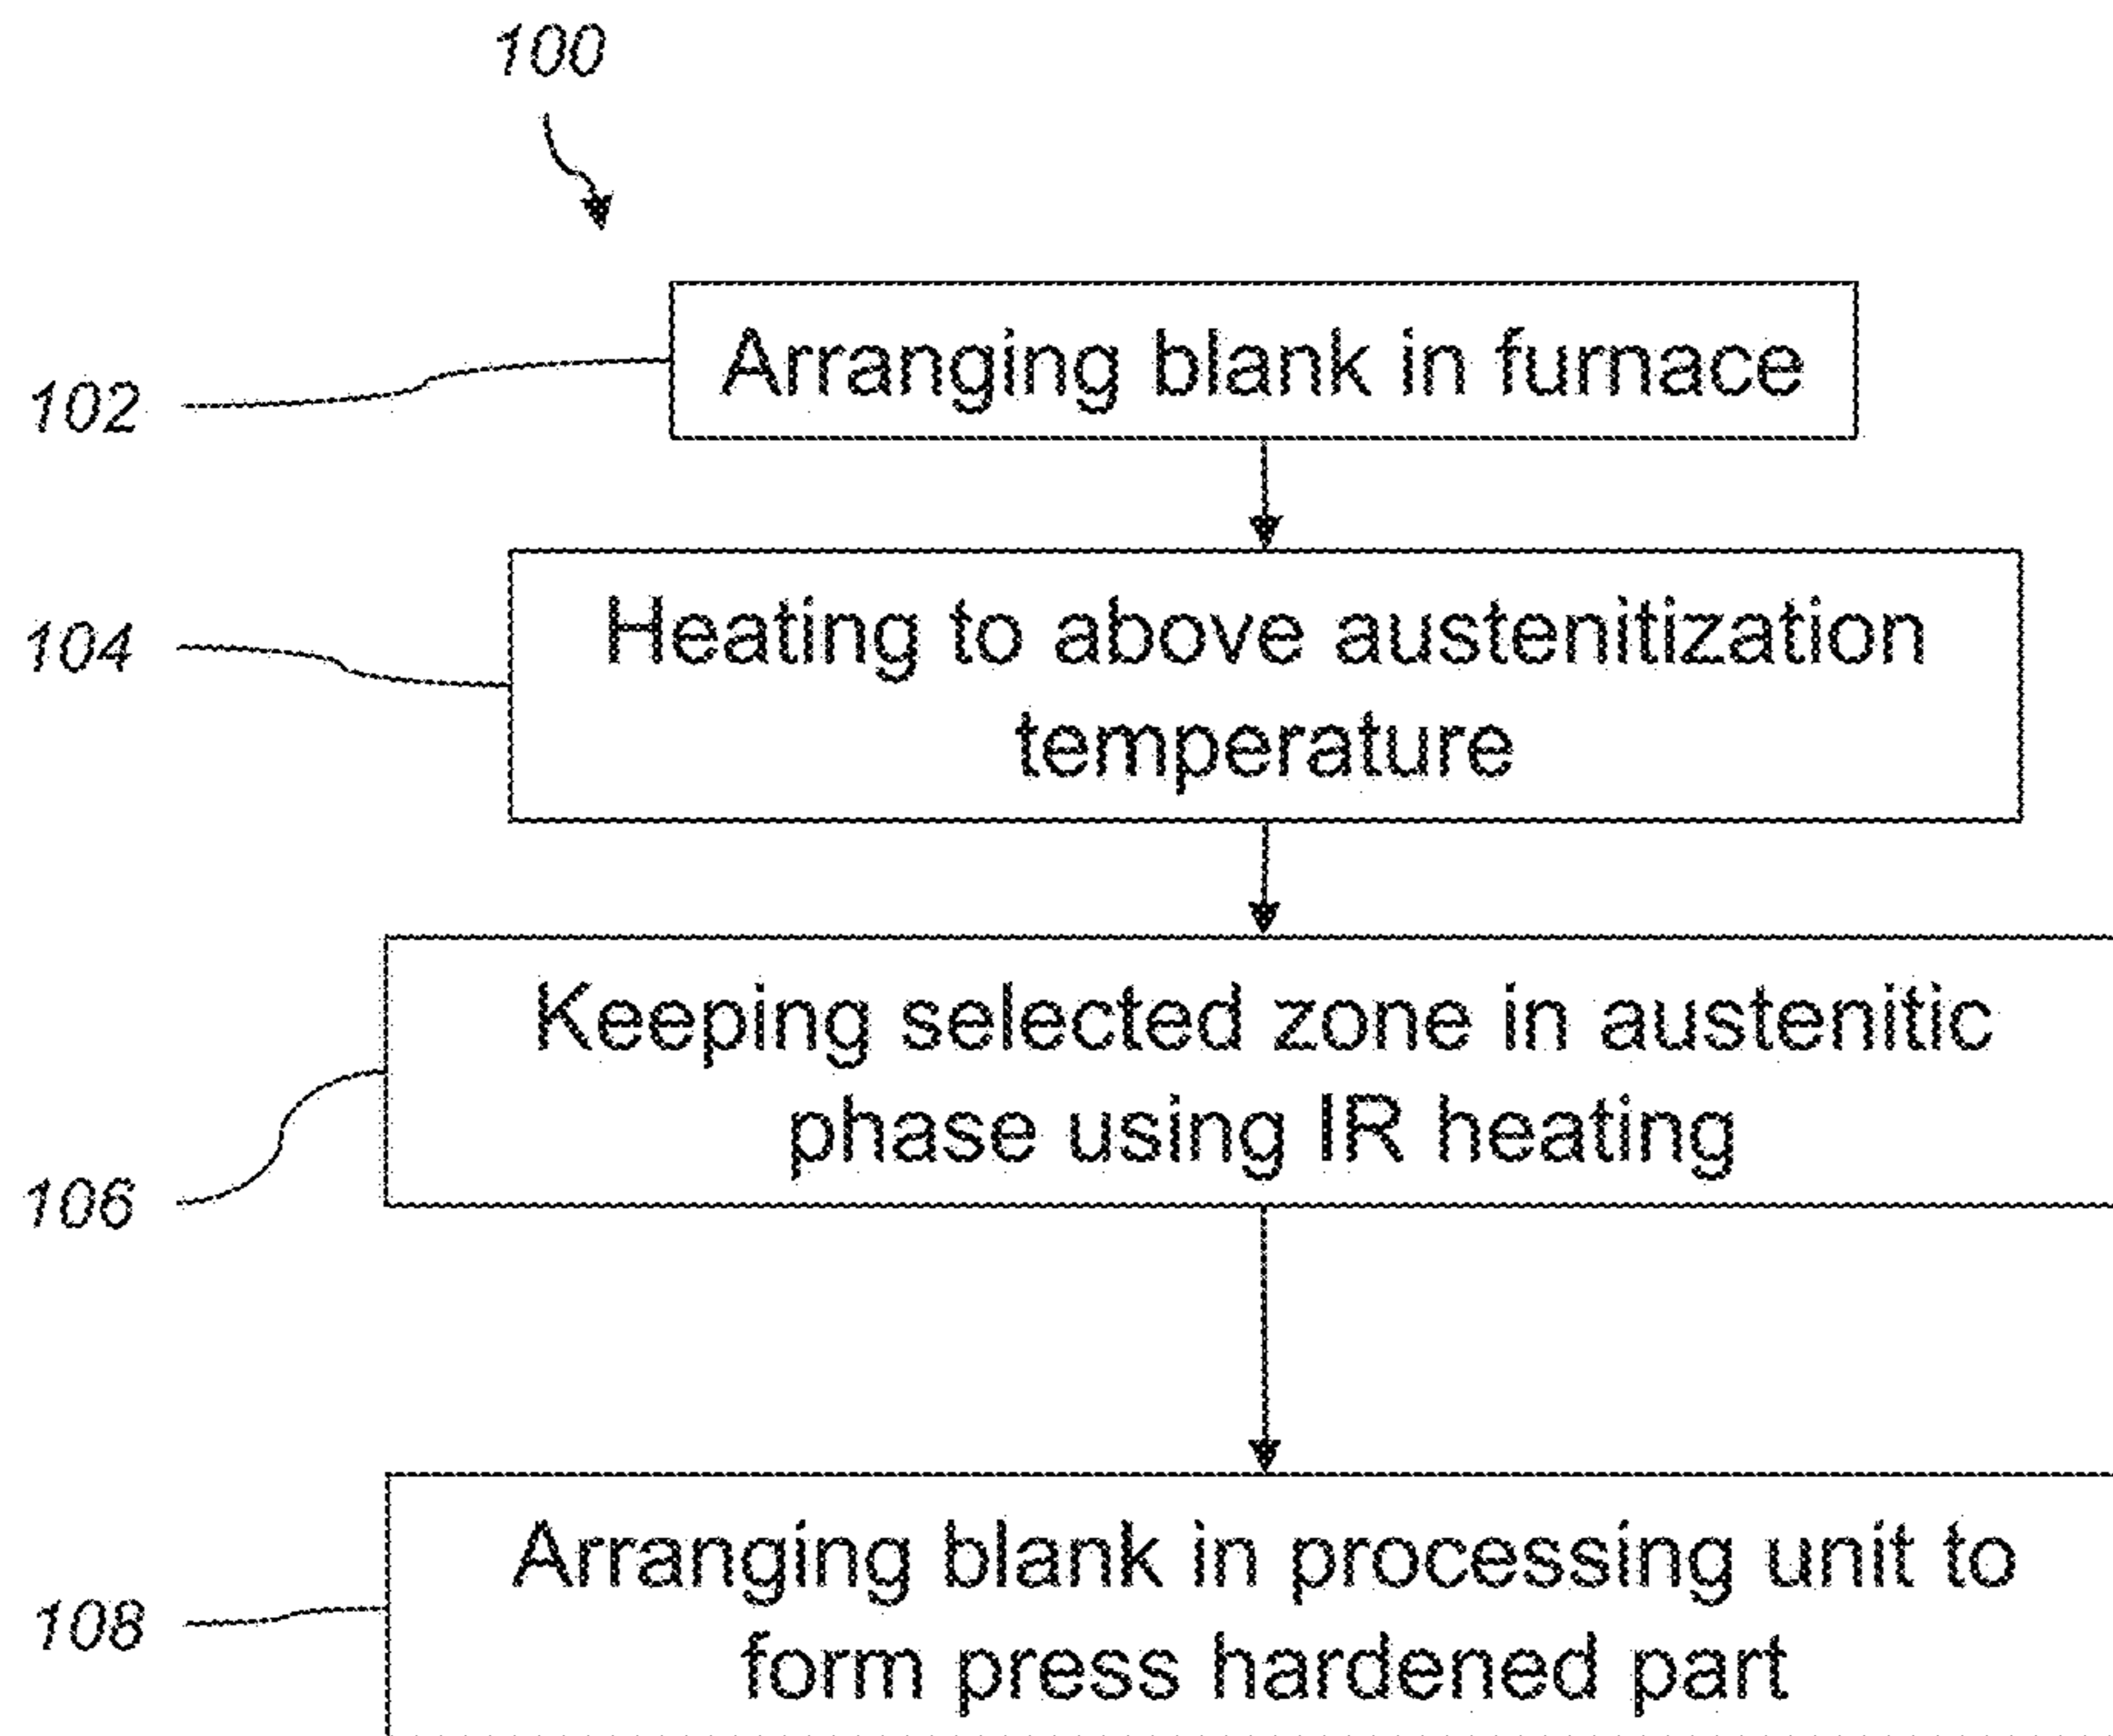 100
102
Arranging blank in furnace
104
Heating to above austenitization
temperature
106
Keeping selected zone in austenitic
phase using IR heating
108
Arranging blank in processing unit to
form press hardened part